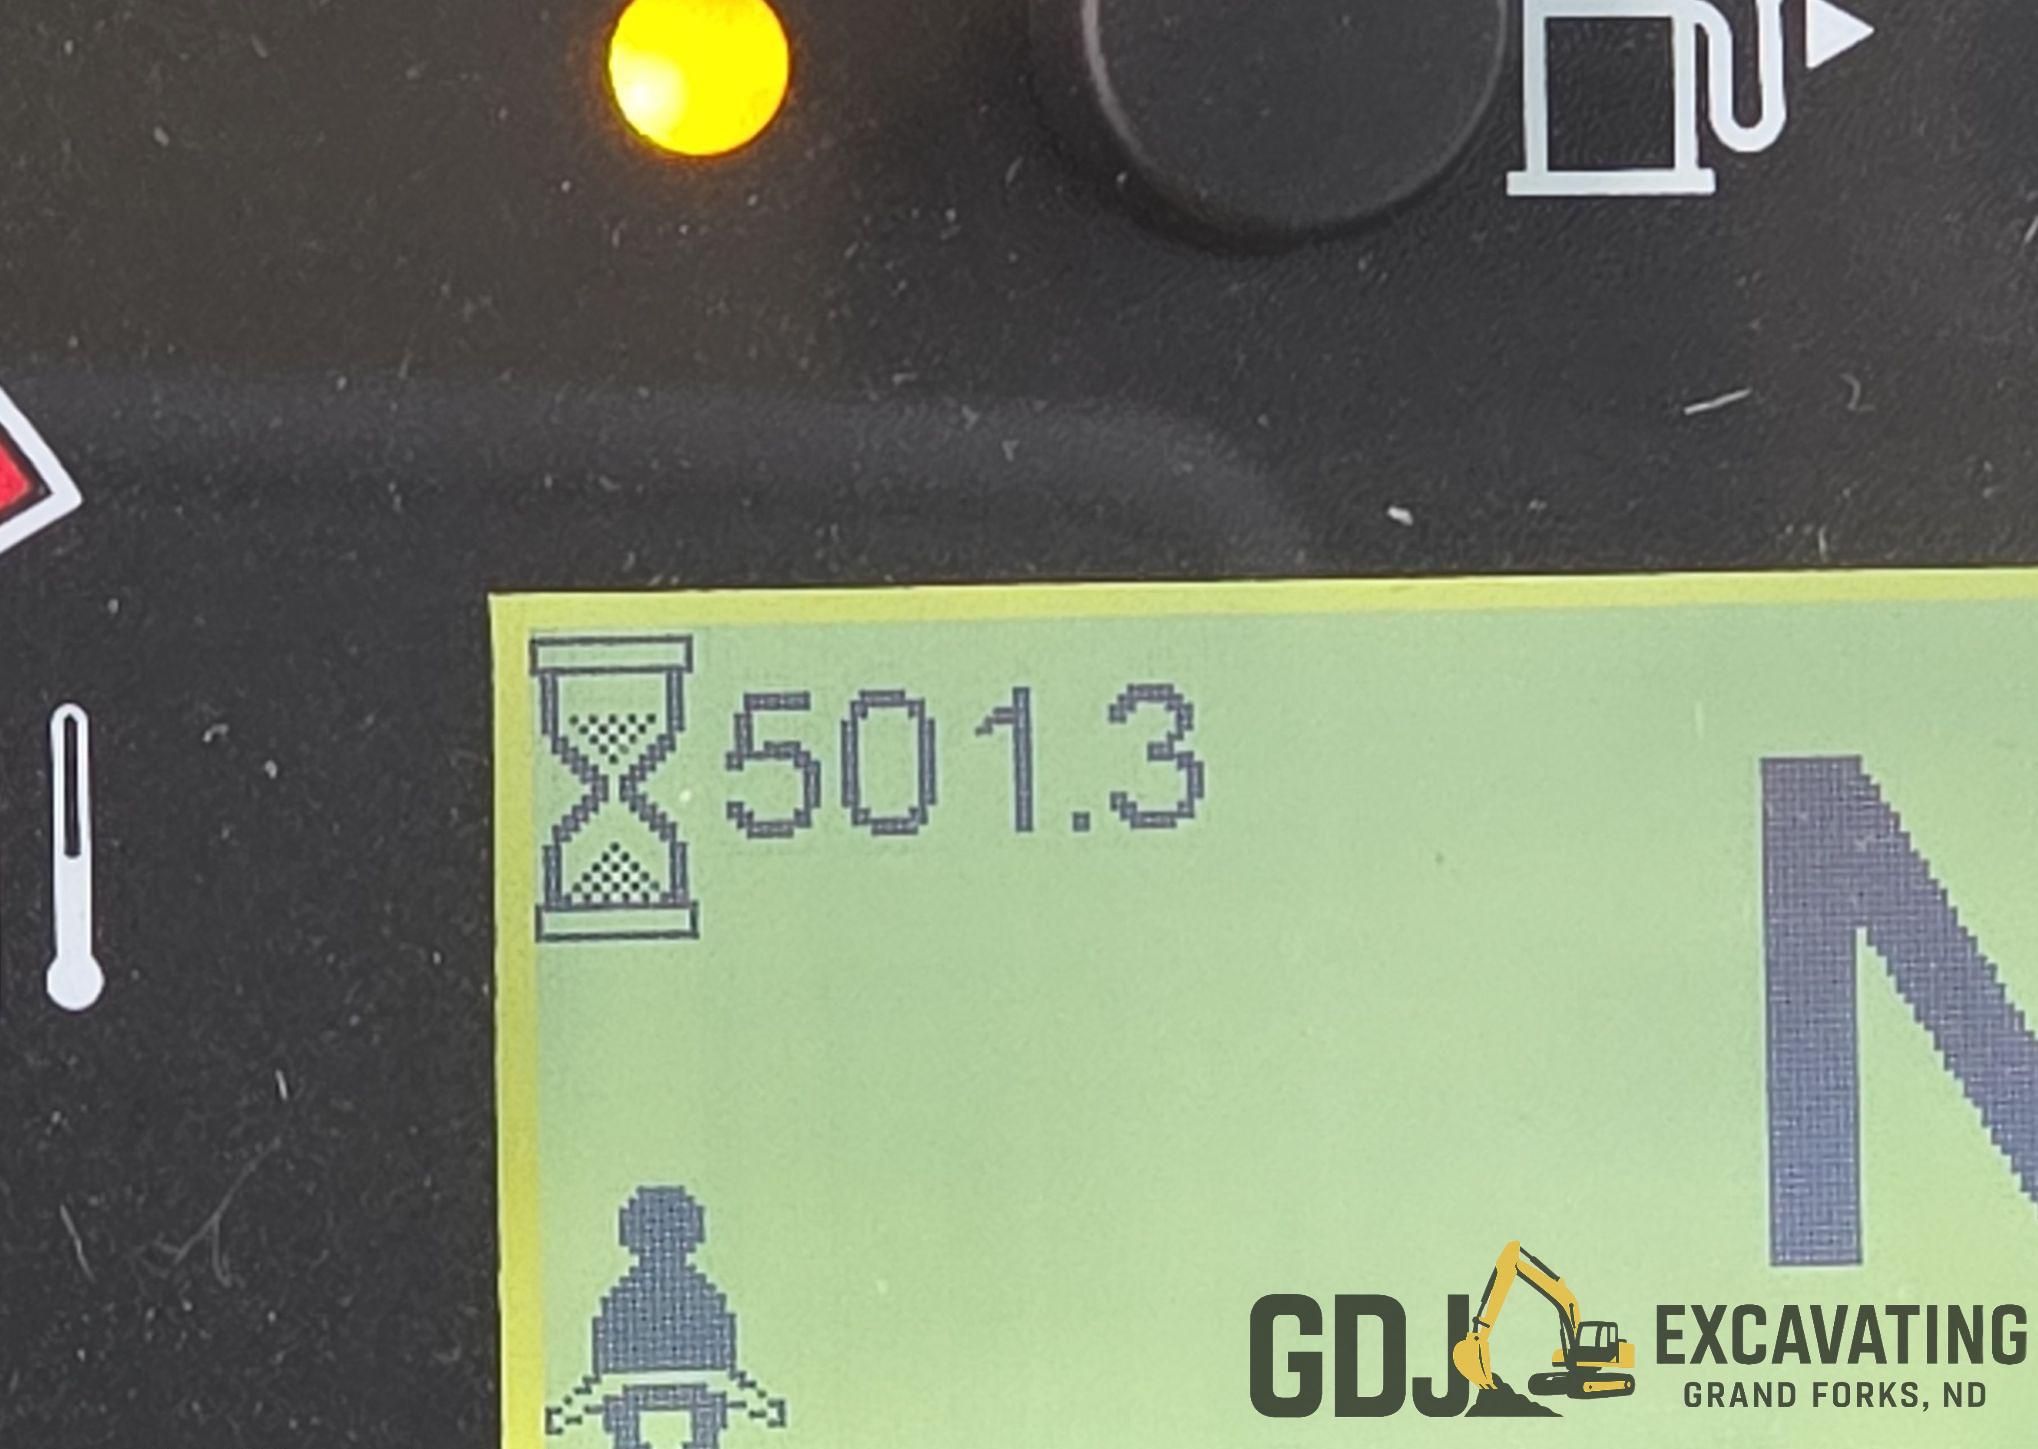 501.3
N
GDJ EXCAVATING
GRAND FORKS, ND